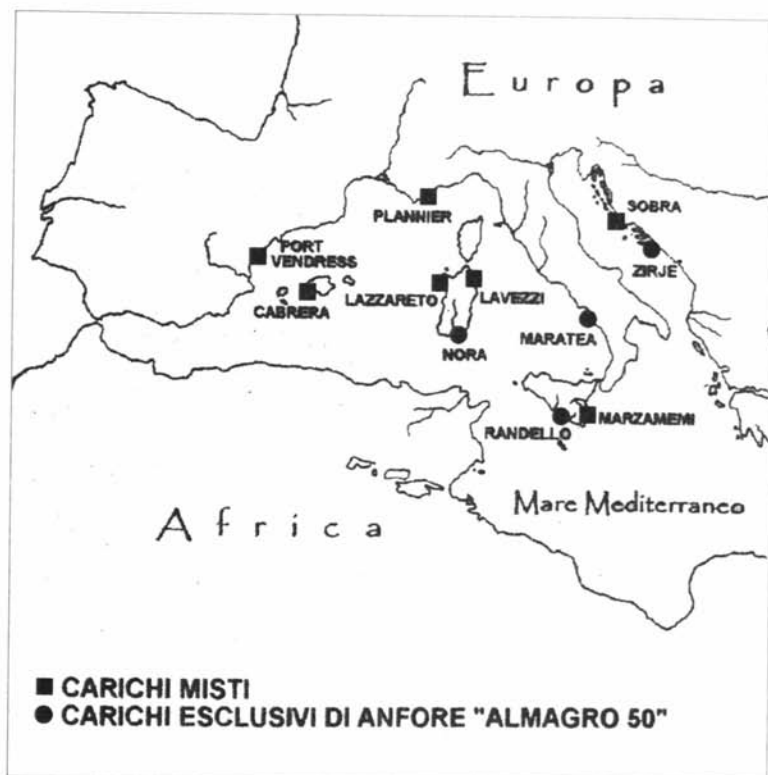 Europa
PLANNIER
SOBRA
PORT
VENDRESS
ZIRJE
CABRERA
LAZZARETO
LAVEZZI
NORA
MARATEA
RANDELLO
MARZAMEMI
Africa
Mare Mediterraneo
CARICHI MISTI
CARICHI ESCLUSIVI DI ANFORE "ALMAGRO 50"